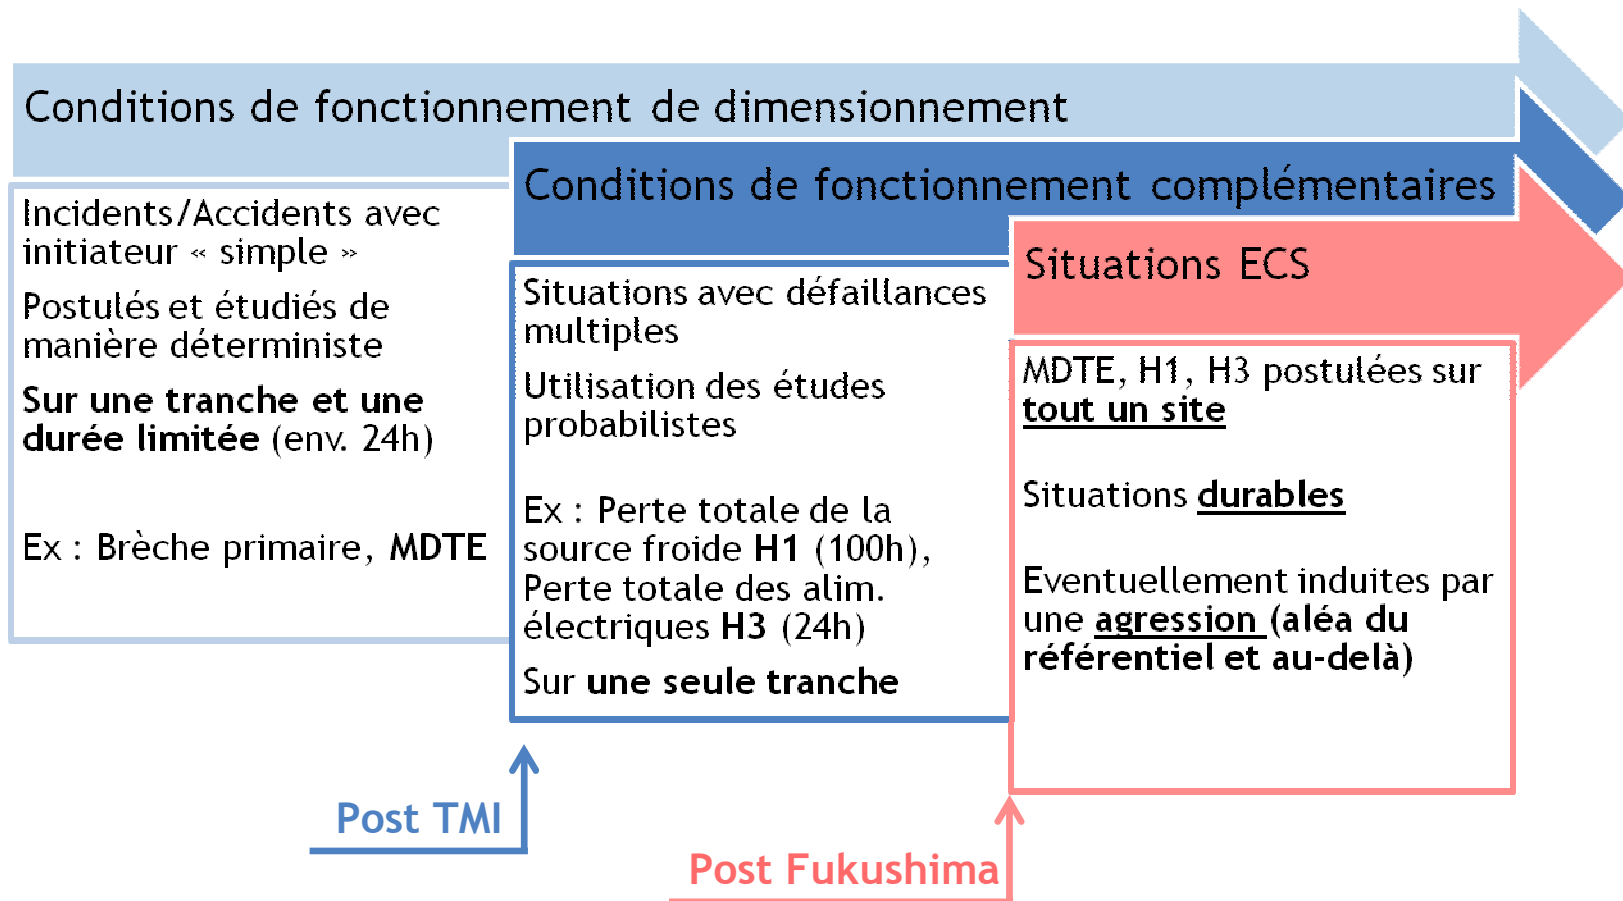 Conditions de fonctionnement de dimensionnement
Incidents/Accidents avec
initiateur « simple »
Postulés et étudiés de
manière déterministe
Sur une tranche et une
durée limitée (env. 24h)
Ex : Brèche primaire, MDTE
Conditions de fonctionnement complémentaires
Situations avec défaillances
multiples
Utilisation des études
probabilistes
Ex : Perte totale de la
source froide H1 (100h),
Perte totale des alim.
électriques H3 (24h)
Sur une seule tranche
Situations ECS
MDTE, H1, H3 postulées sur
tout un site
Situations durables
Eventuellement induites par
une agression (aléa du
référentiel et au-delà)
Post TMI
Post Fukushima